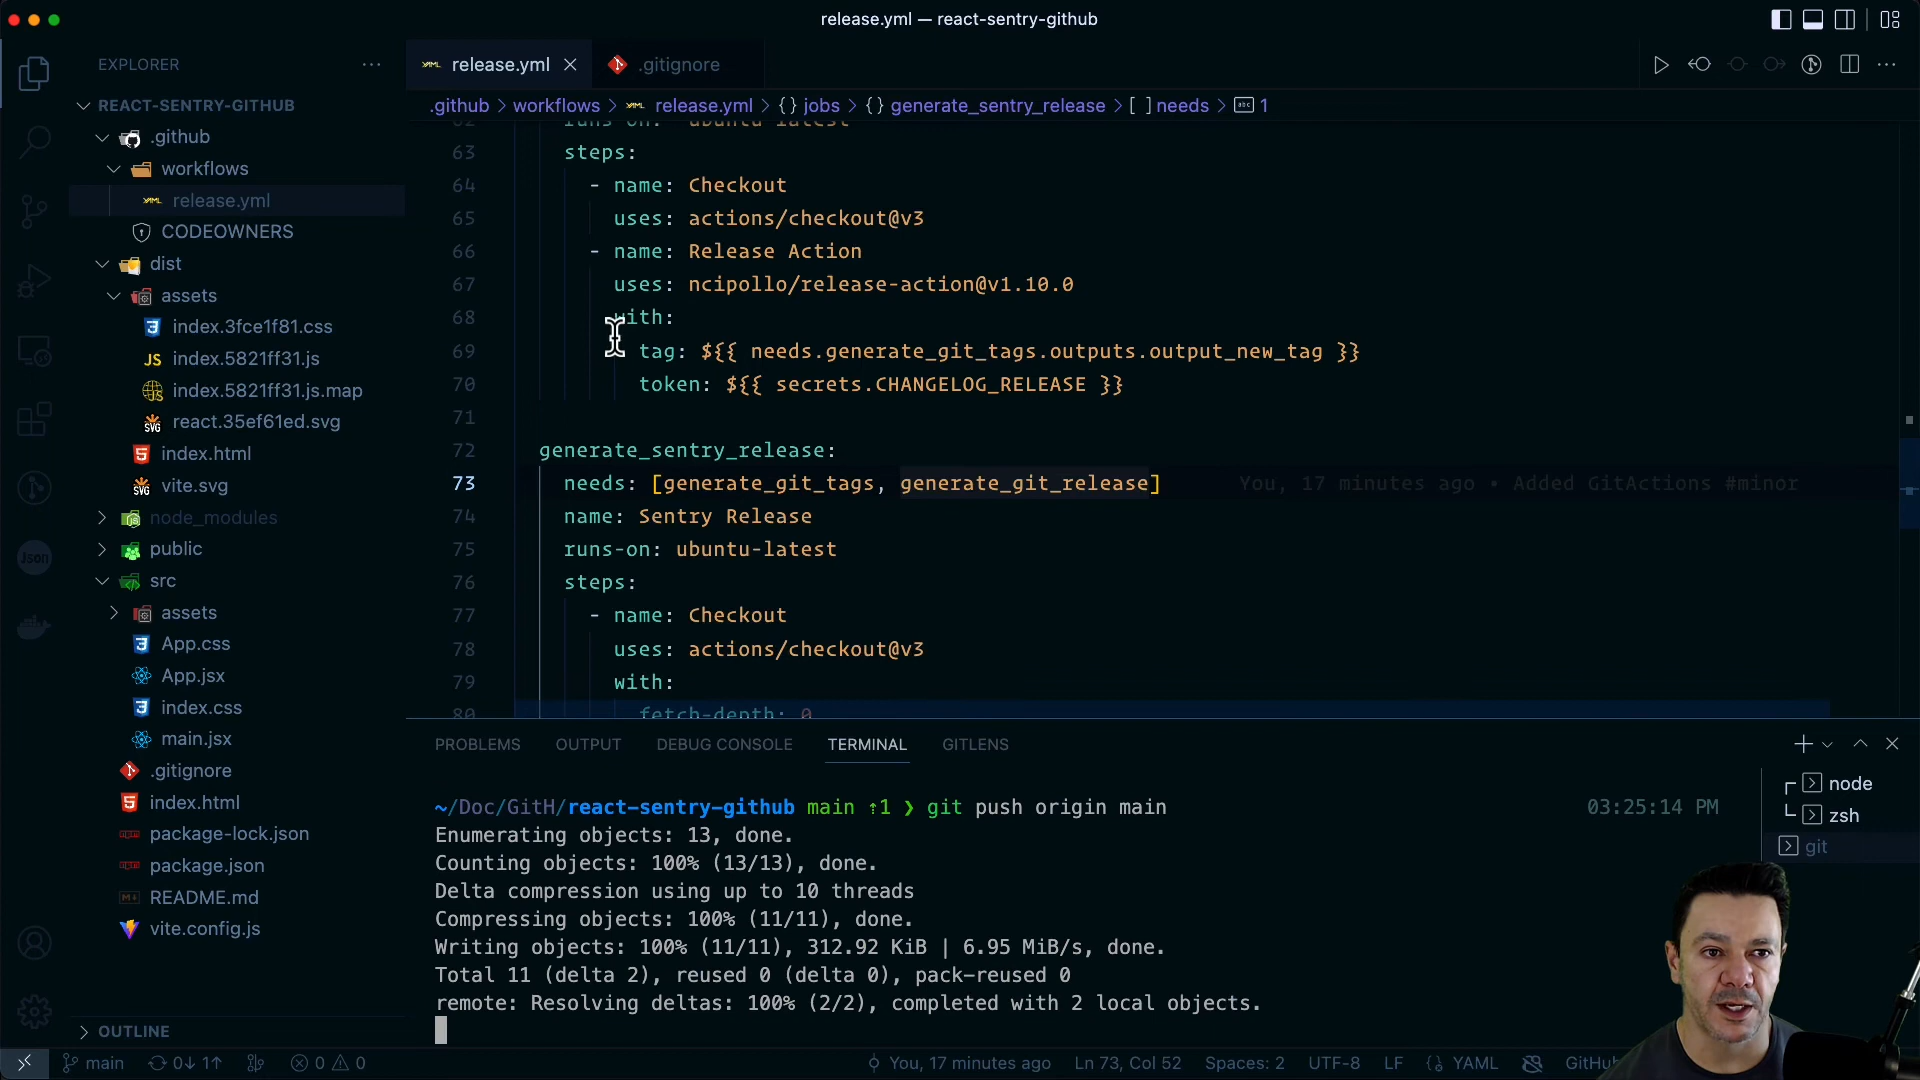 release.yml — react-sentry-github
EXPLORER
release.yml
.gitignore
REACT-SENTRY-GITHUB
.github > workflows > release.yml > {} jobs > {} generate_sentry_release > [ ] needs > abc 1
.github
workflows
release.yml
CODEOWNERS
dist
assets
index.3fce1f81.css
JS index.5821ff31.js
index.5821ff31.js.map
react.35ef61ed.svg
index.html
vite.svg
node_modules
public
src
assets
App.css
App.jsx
index.css
main.jsx
.gitignore
index.html
package-lock.json
package.json
README.md
vite.config.js
OUTLINE
62 runs-on: ubuntu-latest
63 steps:
64 - name: Checkout
65 uses: actions/checkout@v3
66 - name: Release Action
67 uses: ncipollo/release-action@v1.10.0
68 with:
69 tag: ${{ needs.generate_git_tags.outputs.output_new_tag }}
70 token: ${{ secrets.CHANGELOG_RELEASE }}
71
72 generate_sentry_release:
73 needs: [generate_git_tags, generate_git_release] You, 17 minutes ago • Added GitActions #minor
74 name: Sentry Release
75 runs-on: ubuntu-latest
76 steps:
77 - name: Checkout
78 uses: actions/checkout@v3
79 with:
80 fetch-depth: 0
PROBLEMS OUTPUT DEBUG CONSOLE TERMINAL GITLENS
~/Doc/GitH/react-sentry-github main ⇡1 ❯ git push origin main 03:25:14 PM
Enumerating objects: 13, done.
Counting objects: 100% (13/13), done.
Delta compression using up to 10 threads
Compressing objects: 100% (11/11), done.
Writing objects: 100% (11/11), 312.92 KiB | 6.95 MiB/s, done.
Total 11 (delta 2), reused 0 (delta 0), pack-reused 0
remote: Resolving deltas: 100% (2/2), completed with 2 local objects.
node
zsh
git
main 0↓ 1↑ 0 0 You, 17 minutes ago Ln 73, Col 52 Spaces: 2 UTF-8 LF {} YAML